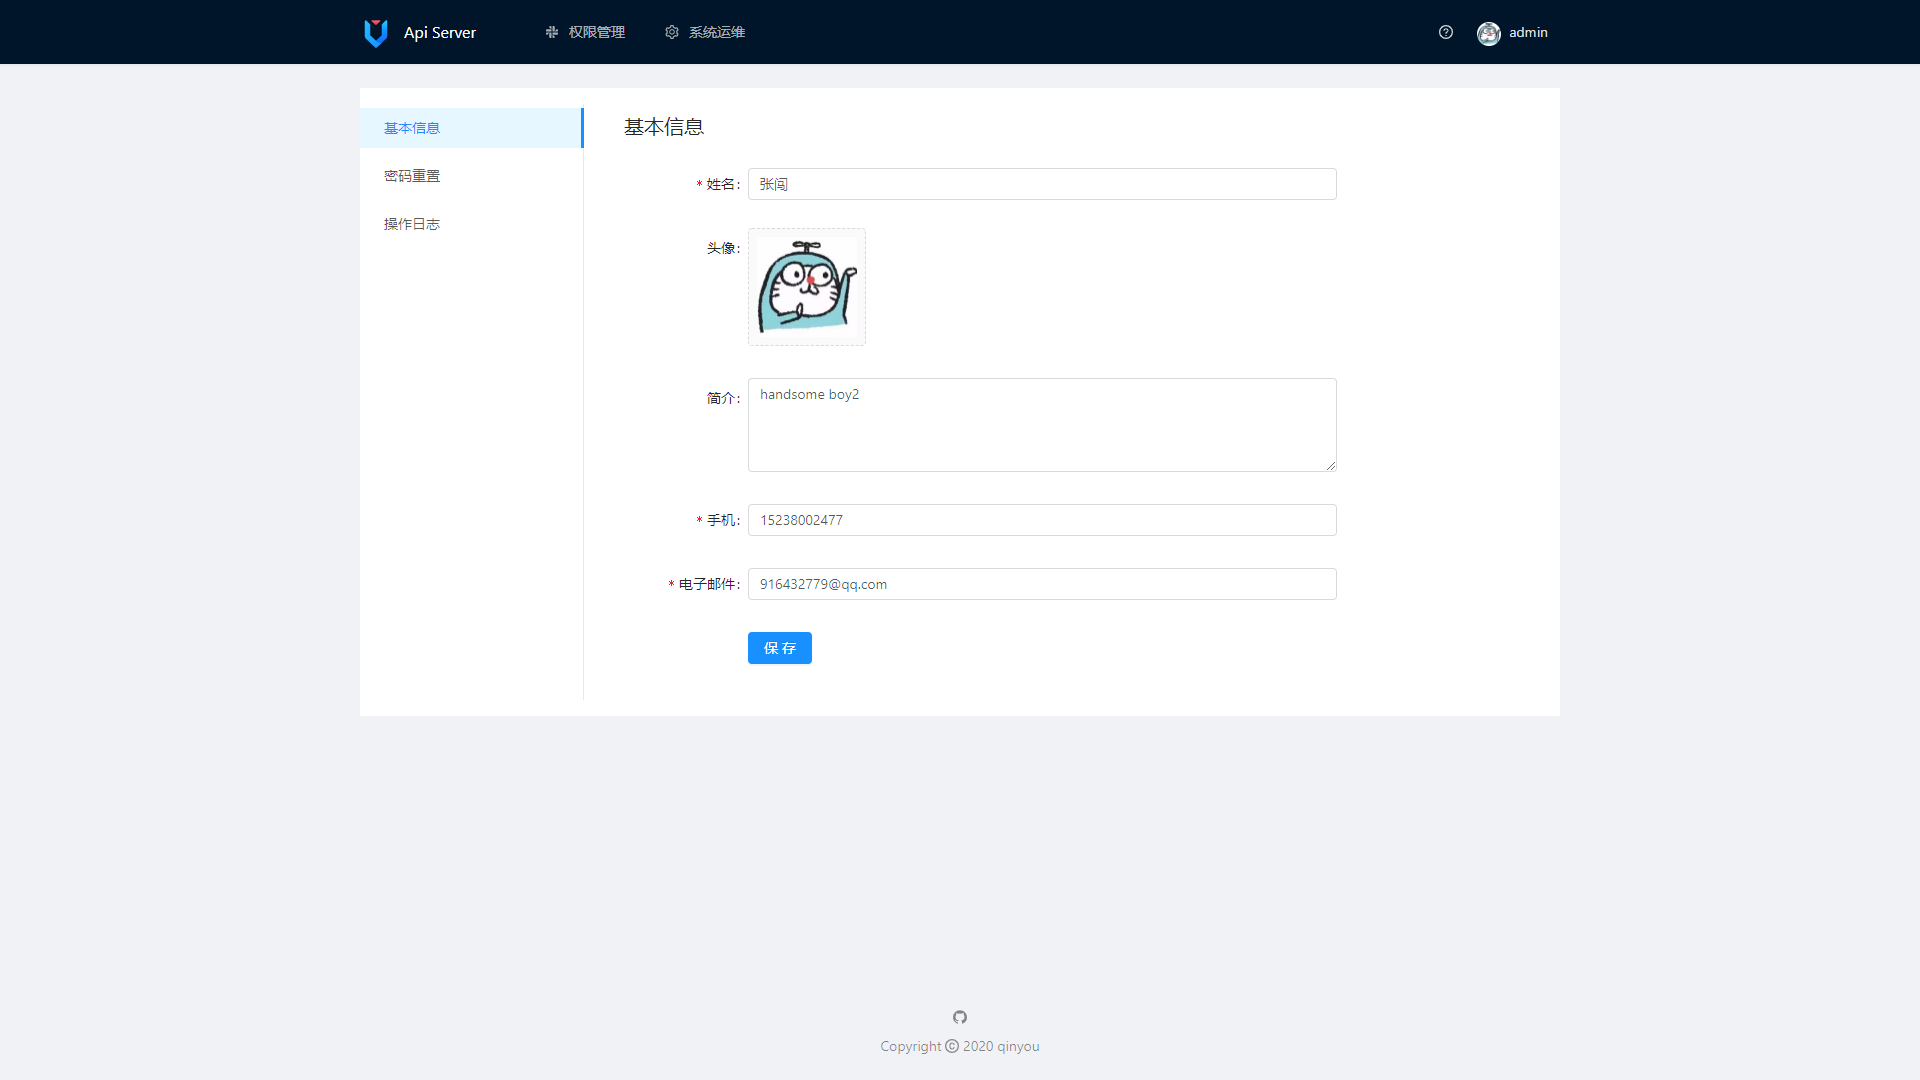 Api Server
权限管理
系统运维
admin
基本信息
密码重置
操作日志
基本信息
* 姓名: 张闯
头像:
简介: handsome boy2
* 手机: 15238002477
* 电子邮件: 916432779@qq.com
保 存
Copyright © 2020 qinyou